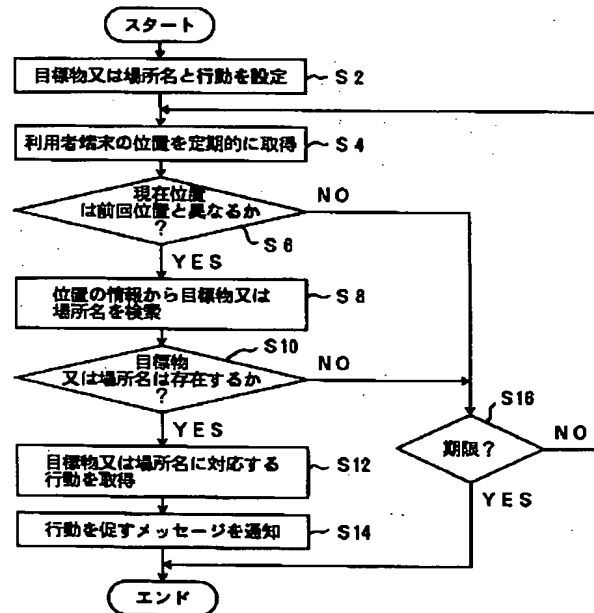 スタート
目標物又は場所名と行動を設定
S2
利用者端末の位置を定期的に取得
S4
現在位置
は前回位置と異なるか
?
NO
S6
YES
位置の情報から目標物又は
場所名を検索
S8
S10
目標物
又は場所名は存在するか
?
NO
YES
S16
期限?
NO
YES
目標物又は場所名に対応する
行動を取得
S12
行動を促すメッセージを通知
S14
エンド